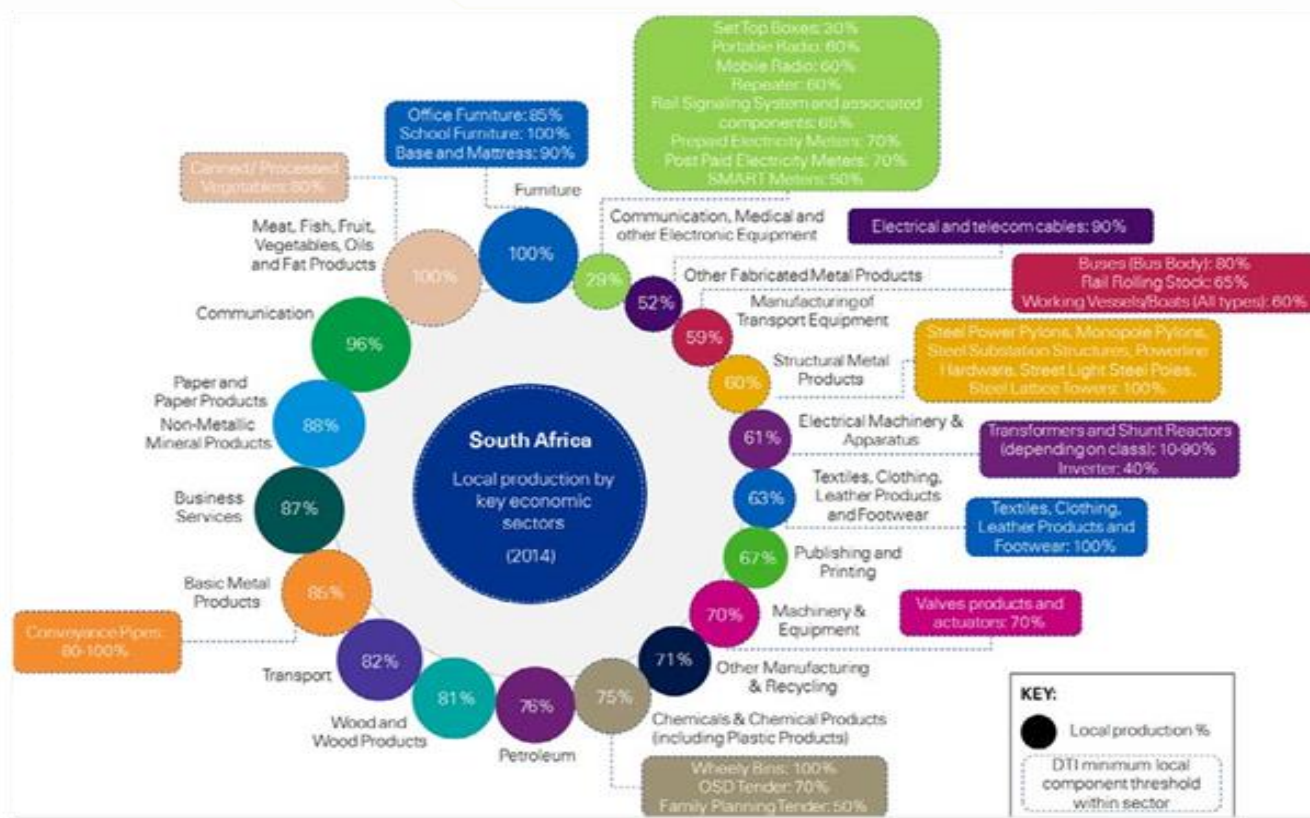 Set Top Boxes: 30%
Portable Radio: 60%
Mobile Radio: 60%
Repeater: 60%
Rail Signaling System and associated
components: 65%
Prepaid Electricity Meters: 70%
Post Paid Electricity Meters: 70%
SMART Meters: 50%
Office Furniture: 85%
School Furniture: 100%
Base and Mattress: 90%
Canned/ Processed
Vegetables: 80%
Furniture
100%
Meat, Fish, Fruit,
Vegetables, Oils
and Fat Products
100%
Communication, Medical and
other Electronic Equipment
29%
Electrical and telecom cables: 90%
Other Fabricated Metal Products
52%
Buses (Bus Body): 80%
Rail Rolling Stock: 65%
Working Vessels/Boats (All types): 60%
Manufacturing of
Transport Equipment
59%
Communication
96%
Steel Power Pylons, Monopole Pylons,
Steel Substation Structures, Powerline
Hardware, Street Light Steel Poles,
Steel Lattice Towers: 100%
Structural Metal
Products
60%
Paper and
Paper Products
Non-Metallic
Mineral Products
88%
South Africa
Local production by
key economic
sectors
(2014)
Electrical Machinery &
Apparatus
61%
Transformers and Shunt Reactors
(depending on class): 10-90%
Inverter: 40%
Textiles, Clothing,
Leather Products
and Footwear
63%
Textiles, Clothing,
Leather Products and
Footwear: 100%
Business
Services
87%
Publishing and
Printing
67%
Basic Metal
Products
85%
Conveyance Pipes:
80-100%
Machinery &
Equipment
70%
Valves products and
actuators: 70%
Transport
82%
Other Manufacturing
& Recycling
71%
Wood and
Wood Products
81%
Petroleum
76%
75%
Chemicals & Chemical Products
(including Plastic Products)
Wheely Bins: 100%
OSD Tender: 70%
Family Planning Tender: 50%
KEY:
Local production %
DTI minimum local
component threshold
within sector